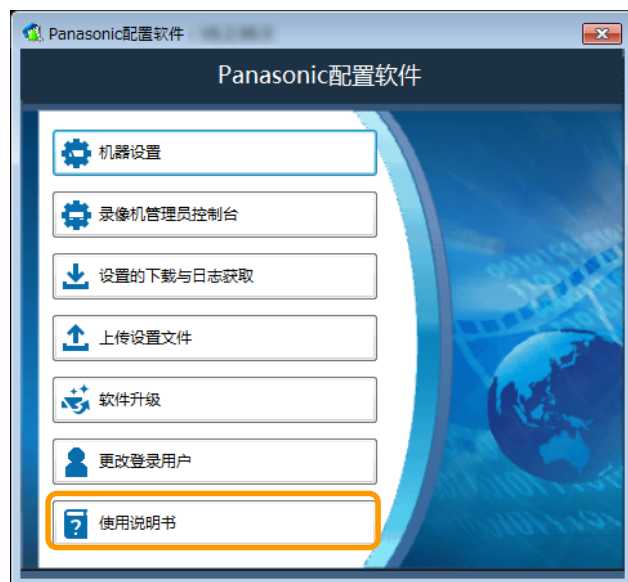 Panasonic配置软件
Panasonic配置软件
机器设置
录像机管理员控制台
设置的下载与日志获取
上传设置文件
软件升级
更改登录用户
使用说明书